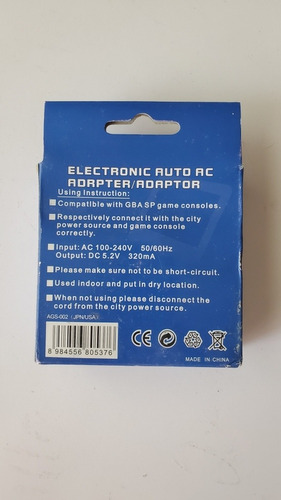 ELECTRONIC AUTO AC
ADAPTER/ADAPTOR
Using Instruction:
Compatible with GBA SP game consoles.
Respectively connect it with the city
power source and game console
correctly.
Input: AC 100-240V 50/60Hz
Output: DC 5.2V 320mA
Please make sure not to be short-circuit.
Used indoor and put in dry location.
When not using please disconnect the
cord from the city power source.
AGS-002 (JPN/USA)
8 984556 805376
CE
MADE IN CHINA